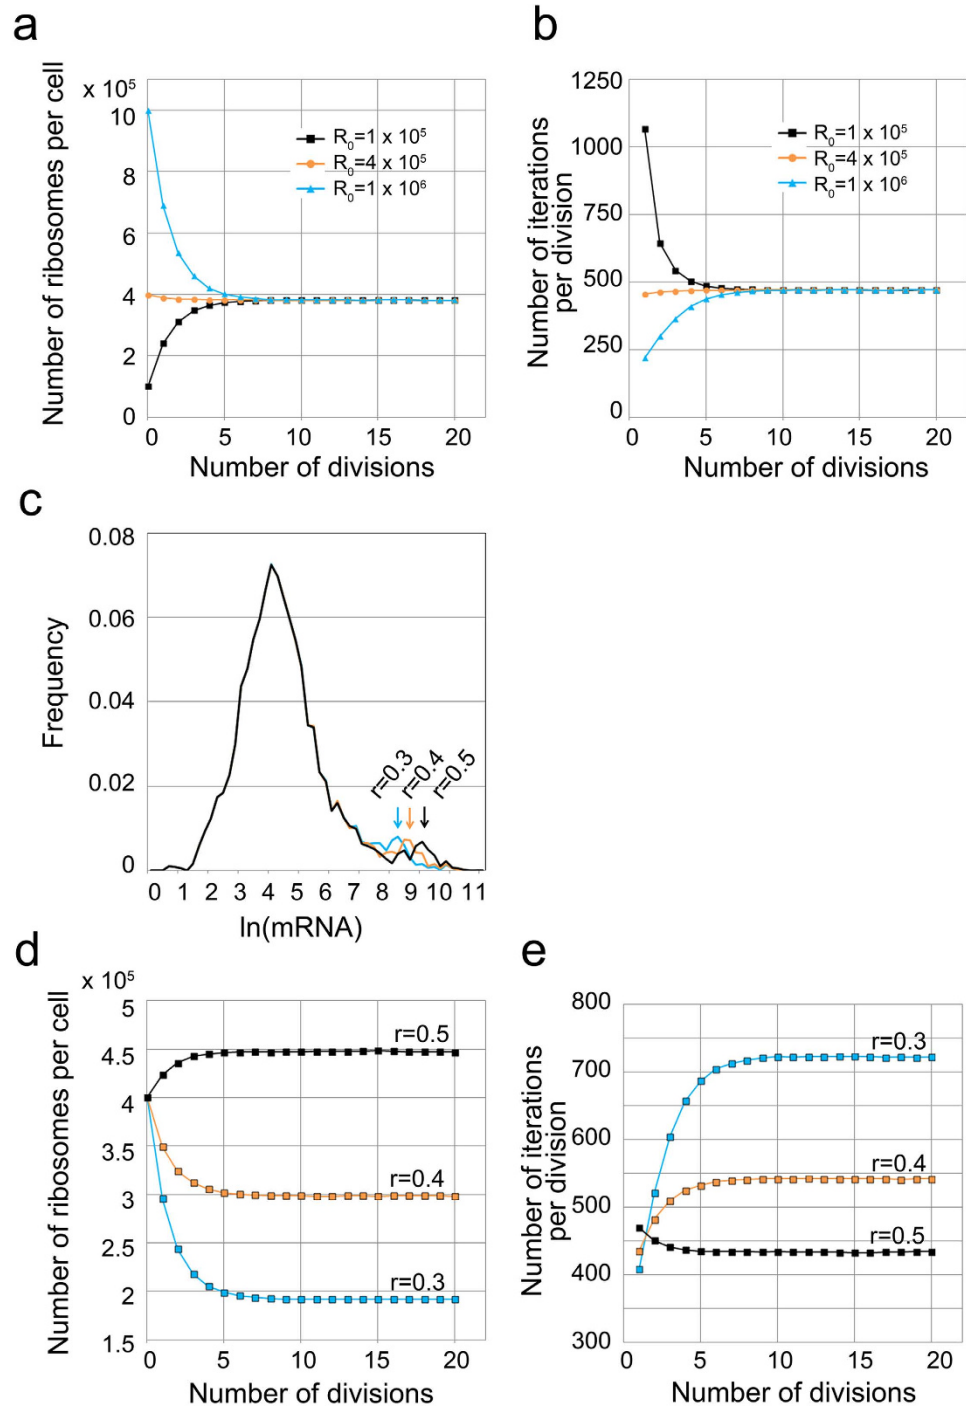 a
x 10⁵
Number of ribosomes per cell
10
8
6
4
2
0
R₀=1 x 10⁵
R₀=4 x 10⁵
R₀=1 x 10⁶
0 5 10 15 20
Number of divisions
b
Number of iterations
per division
1250
1000
750
500
250
0
R₀=1 x 10⁵
R₀=4 x 10⁵
R₀=1 x 10⁶
0 5 10 15 20
Number of divisions
c
Frequency
0.08
0.06
0.04
0.02
0
r=0.3
r=0.4
r=0.5
0 1 2 3 4 5 6 7 8 9 10 11
ln(mRNA)
d
x 10⁵
Number of ribosomes per cell
5
4.5
4
3.5
3
2.5
2
1.5
r=0.5
r=0.4
r=0.3
0 5 10 15 20
Number of divisions
e
Number of iterations
per division
800
700
600
500
400
300
r=0.3
r=0.4
r=0.5
0 5 10 15 20
Number of divisions